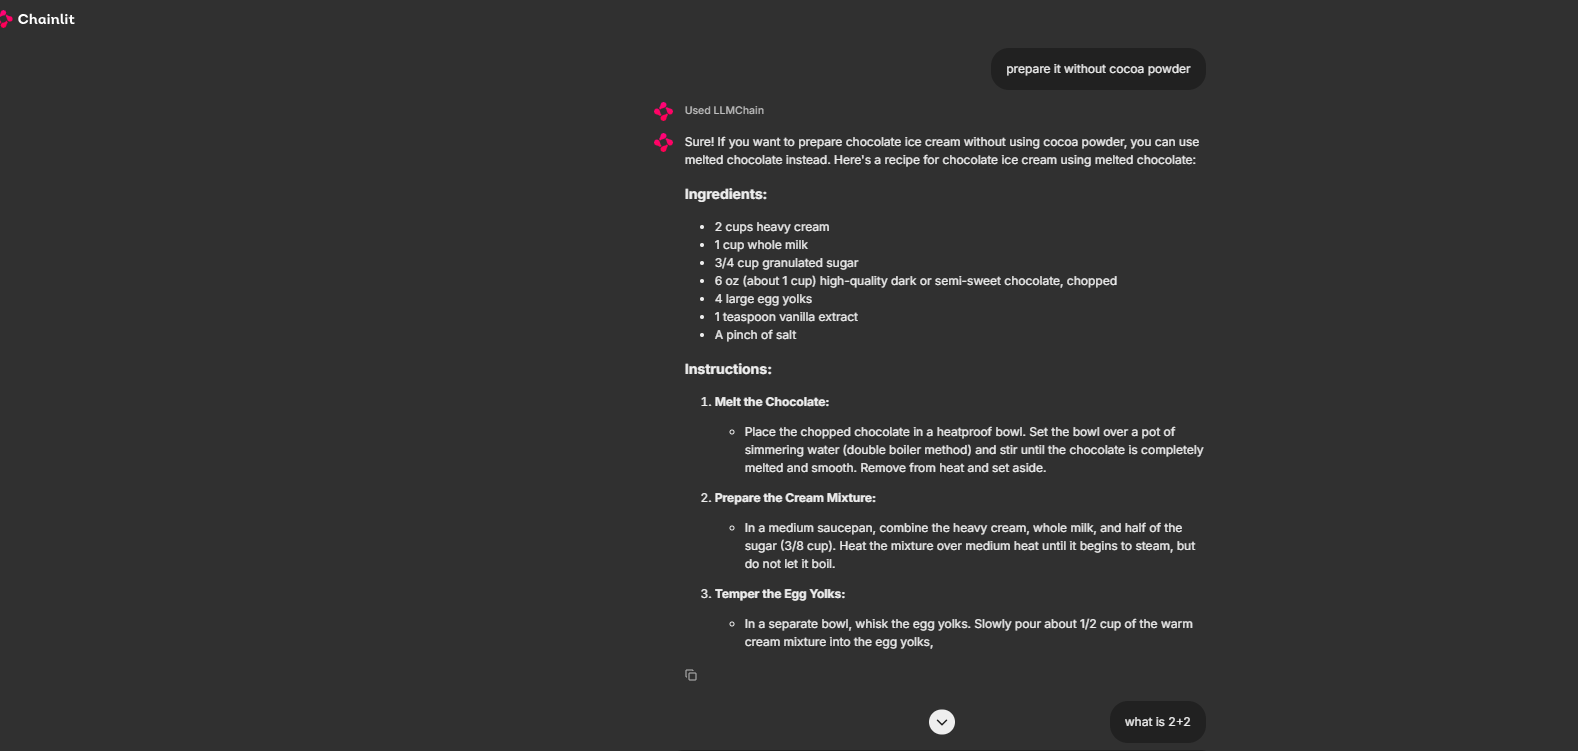 Chainlit
prepare it without cocoa powder
Used LLMChain
Sure! If you want to prepare chocolate ice cream without using cocoa powder, you can use
melted chocolate instead. Here's a recipe for chocolate ice cream using melted chocolate:
Ingredients:
• 2 cups heavy cream
• 1 cup whole milk
• 3/4 cup granulated sugar
• 6 oz (about 1 cup) high-quality dark or semi-sweet chocolate, chopped
• 4 large egg yolks
• 1 teaspoon vanilla extract
• A pinch of salt
Instructions:
1. Melt the Chocolate:
◦ Place the chopped chocolate in a heatproof bowl. Set the bowl over a pot of
simmering water (double boiler method) and stir until the chocolate is completely
melted and smooth. Remove from heat and set aside.
2. Prepare the Cream Mixture:
◦ In a medium saucepan, combine the heavy cream, whole milk, and half of the
sugar (3/8 cup). Heat the mixture over medium heat until it begins to steam, but
do not let it boil.
3. Temper the Egg Yolks:
◦ In a separate bowl, whisk the egg yolks. Slowly pour about 1/2 cup of the warm
cream mixture into the egg yolks,
what is 2+2